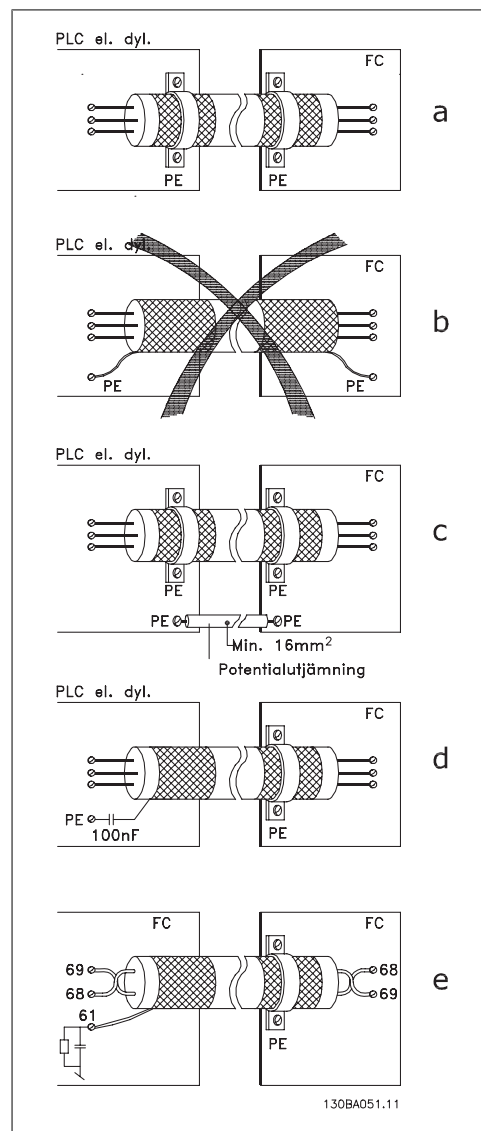 PLC el. dyl.
FC
a
PE
PE
PLC el. dyl.
FC
b
PE
PE
PLC el. dyl.
FC
c
PE
PE
PE
PE
Min. 16mm²
Potentialutjämning
PLC el. dyl.
FC
d
PE
100nF
PE
FC
FC
69
68
68
69
e
61
PE
130BA051.11